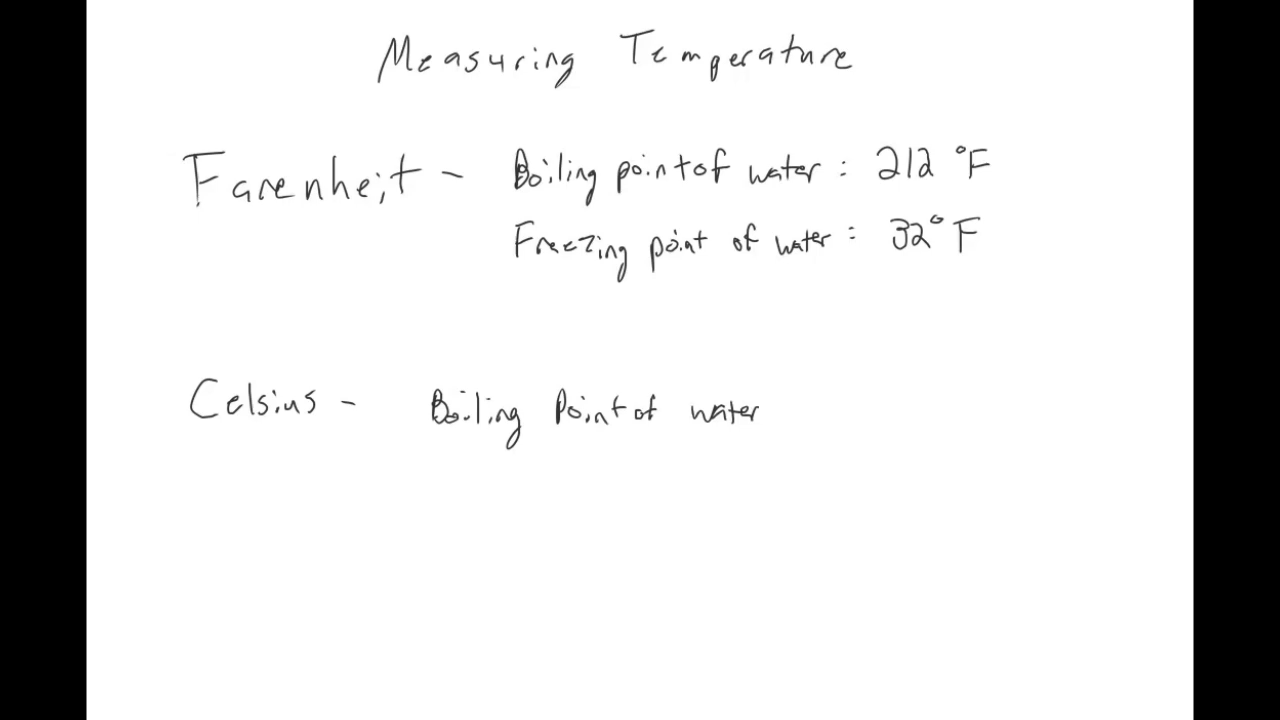 Measuring Temperature
Farenheit - Boiling point of water : 212 °F
Freezing point of water : 32° F
Celsius - Boiling Point of water